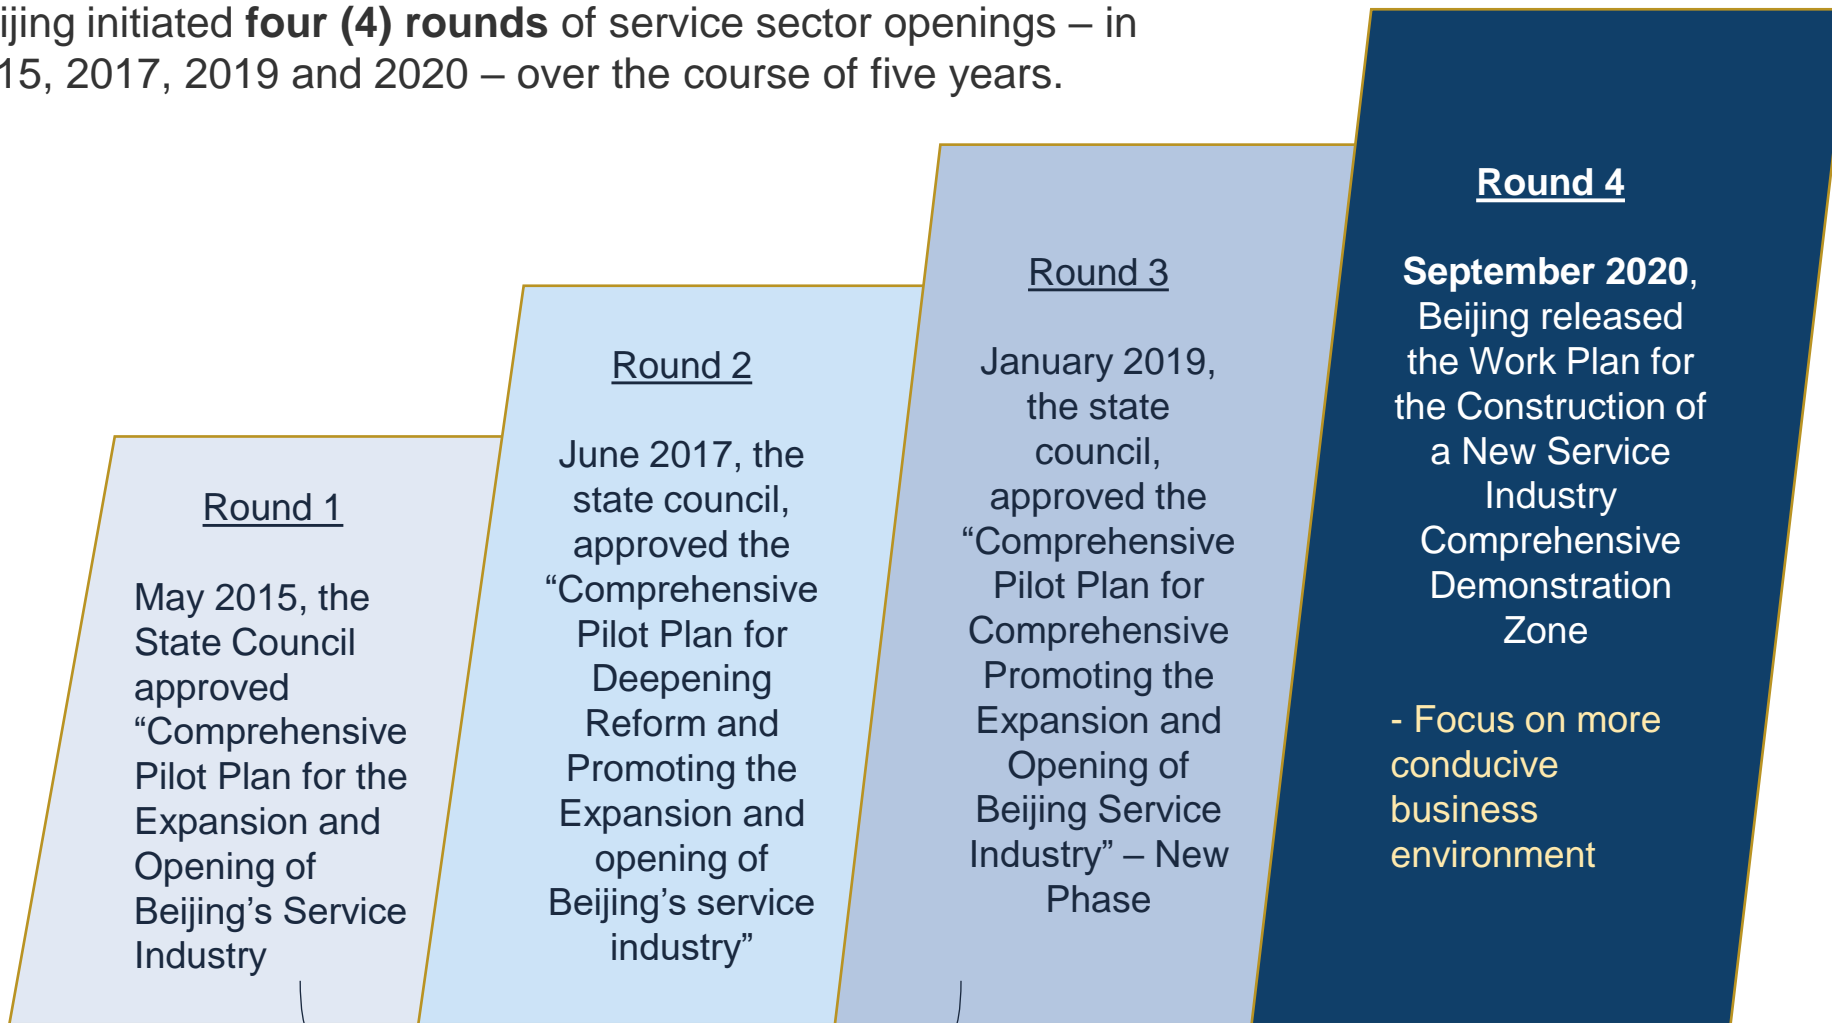 ijing initiated four (4) rounds of service sector openings – in
15, 2017, 2019 and 2020 – over the course of five years.
Round 1
May 2015, the
State Council
approved
“Comprehensive
Pilot Plan for the
Expansion and
Opening of
Beijing’s Service
Industry
Round 2
June 2017, the
state council,
approved the
“Comprehensive
Pilot Plan for
Deepening
Reform and
Promoting the
Expansion and
opening of
Beijing’s service
industry”
Round 3
January 2019,
the state
council,
approved the
“Comprehensive
Pilot Plan for
Comprehensive
Promoting the
Expansion and
Opening of
Beijing Service
Industry” – New
Phase
Round 4
September 2020,
Beijing released
the Work Plan for
the Construction of
a New Service
Industry
Comprehensive
Demonstration
Zone
- Focus on more
conducive
business
environment